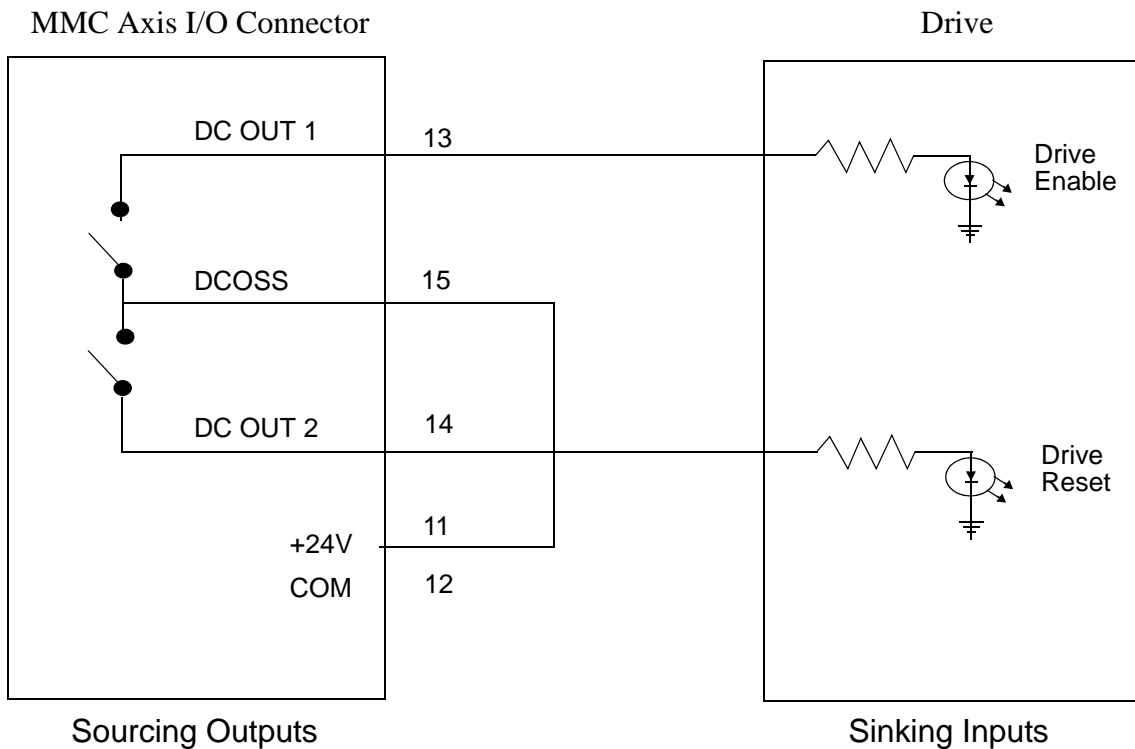 MMC Axis I/O Connector
Drive
DC OUT 1
13
Drive
Enable
DCOSS
15
DC OUT 2
14
Drive
Reset
+24V
11
COM
12
Sourcing Outputs
Sinking Inputs